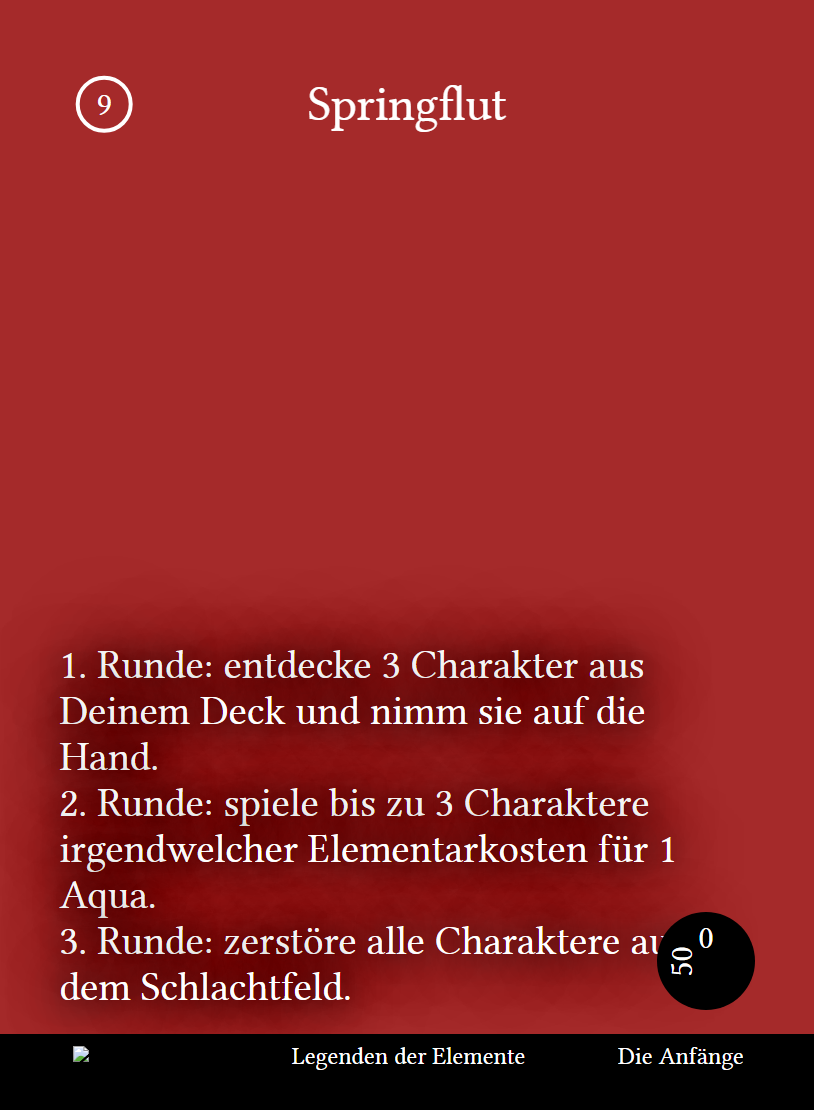 9
Springflut
1. Runde: entdecke 3 Charakter aus
Deinem Deck und nimm sie auf die
Hand.
2. Runde: spiele bis zu 3 Charaktere
irgendwelcher Elementarkosten für 1
Aqua.
3. Runde: zerstöre alle Charaktere
dem Schlachtfeld.
0
50
Legenden der Elemente
Die Anfänge